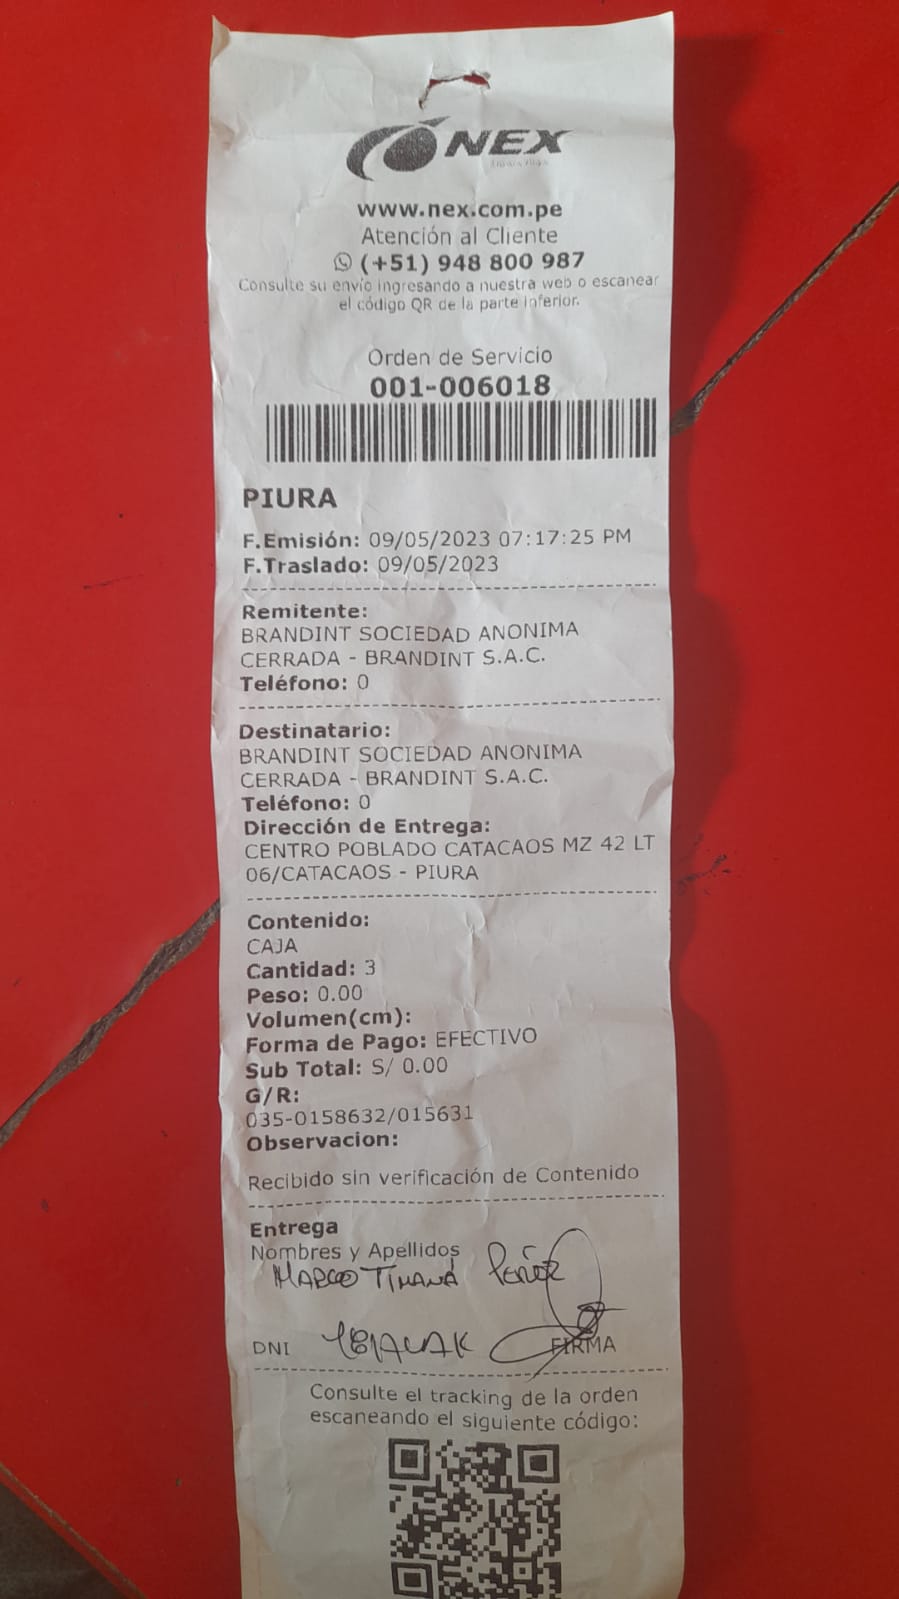 NEX
www.nex.com.pe
Atención al Cliente
(+51) 948 800 987
Consulte su envío ingresando a nuestra web o escanear
el código QR de la parte inferior.
Orden de Servicio
001-006018
PIURA
F.Emisión: 09/05/2023 07:17:25 PM
F.Traslado: 09/05/2023
Remitente:
BRANDINT SOCIEDAD ANONIMA
CERRADA - BRANDINT S.A.C.
Teléfono: 0
Destinatario:
BRANDINT SOCIEDAD ANONIMA
CERRADA - BRANDINT S.A.C.
Teléfono: 0
Dirección de Entrega:
CENTRO POBLADO CATACAOS MZ 42 LT
06/CATACAOS - PIURA
Contenido:
CAJA
Cantidad: 3
Peso: 0.00
Volumen(cm):
Forma de Pago: EFECTIVO
Sub Total: S/ 0.00
G/R:
035-0158632/015631
Observacion:
Recibido sin verificación de Contenido
Entrega
Nombres y Apellidos
MARCO TIMANÁ
DNI
FIRMA
Consulte el tracking de la orden
escaneando el siguiente código: